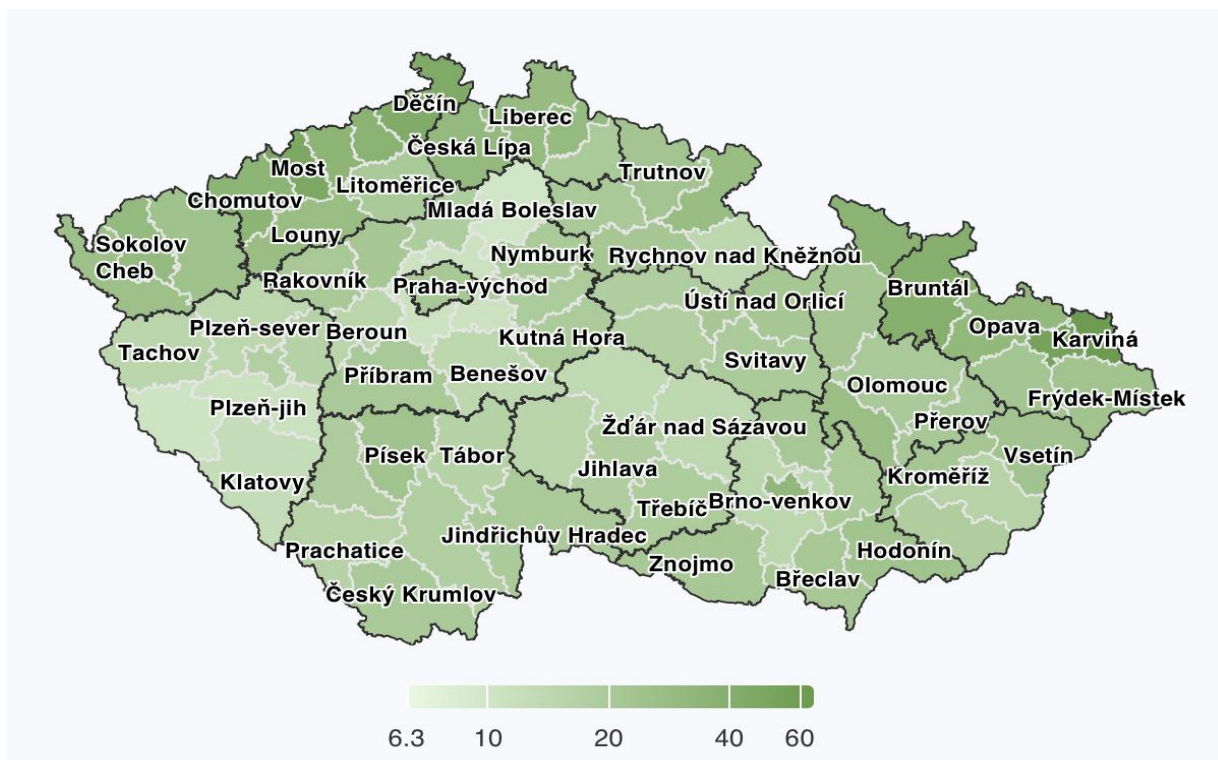 Děčín
Liberec
Česká Lípa
Most
Trutnov
Litoměřice
Chomutov
Mladá Boleslav
Louny
Sokolov
Nymburk
Rychnov nad Kněžnou
Cheb
Rakovník
Praha-východ
Bruntál
Ústí nad Orlicí
Plzeň-sever
Beroun
Opava
Kutná Hora
Karviná
Tachov
Svitavy
Příbram
Benešov
Olomouc
Frýdek-Místek
Plzeň-jih
Přerov
Žďár nad Sázavou
Písek
Tábor
Vsetín
Jihlava
Kroměříž
Klatovy
Třebíč
Brno-venkov
Jindřichův Hradec
Prachatice
Hodonín
Znojmo
Břeclav
Český Krumlov
6.3 10 20 40 60